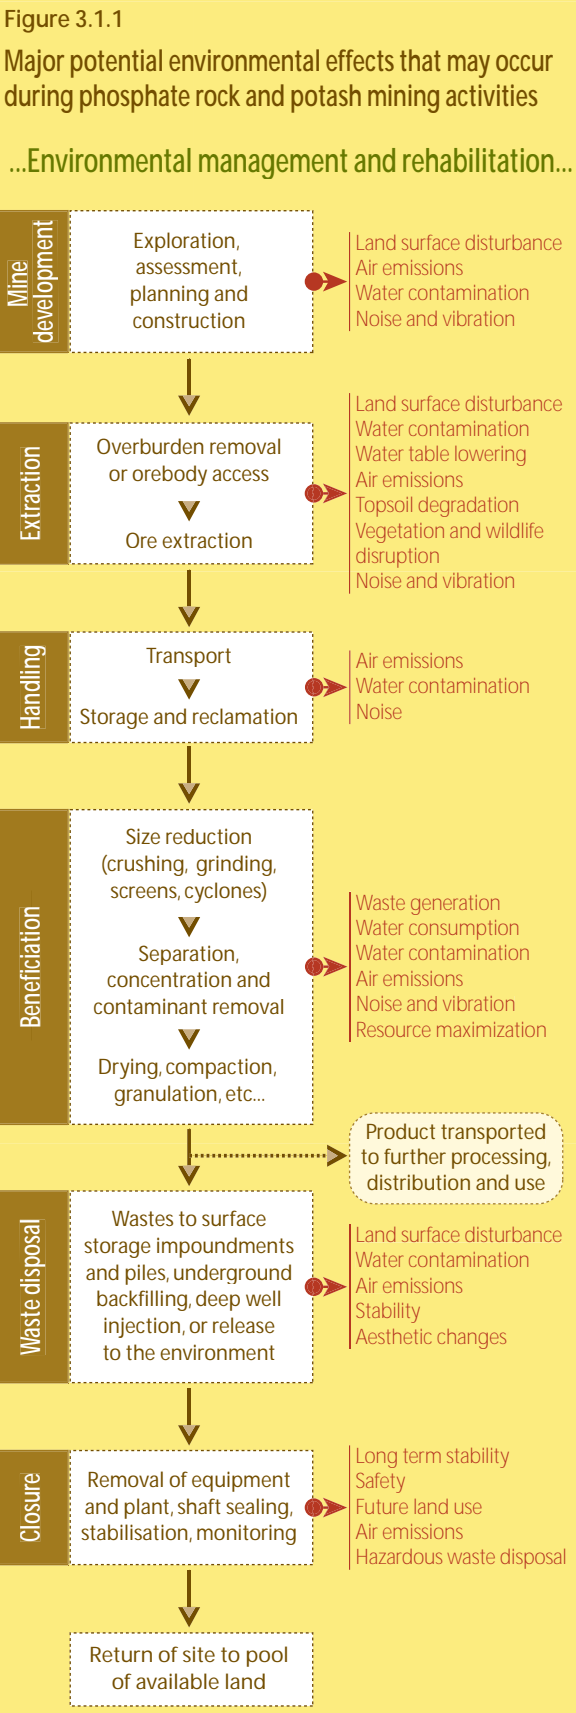 Figure 3.1.1
Major potential environmental effects that may occur
during phosphate rock and potash mining activities
...Environmental management and rehabilitation...
Mine
development
Exploration,
assessment,
planning and
construction
Land surface disturbance
Air emissions
Water contamination
Noise and vibration
Extraction
Overburden removal
or orebody access
Ore extraction
Land surface disturbance
Water contamination
Water table lowering
Air emissions
Topsoil degradation
Vegetation and wildlife
disruption
Noise and vibration
Handling
Transport
Storage and reclamation
Air emissions
Water contamination
Noise
Beneficiation
Size reduction
(crushing, grinding,
screens, cyclones)
Separation,
concentration and
contaminant removal
Drying, compaction,
granulation, etc...
Waste generation
Water consumption
Water contamination
Air emissions
Noise and vibration
Resource maximization
Product transported
to further processing,
distribution and use
Waste disposal
Wastes to surface
storage impoundments
and piles, underground
backfilling, deep well
injection, or release
to the environment
Land surface disturbance
Water contamination
Air emissions
Stability
Aesthetic changes
Closure
Removal of equipment
and plant, shaft sealing,
stabilisation, monitoring
Long term stability
Safety
Future land use
Air emissions
Hazardous waste disposal
Return of site to pool
of available land